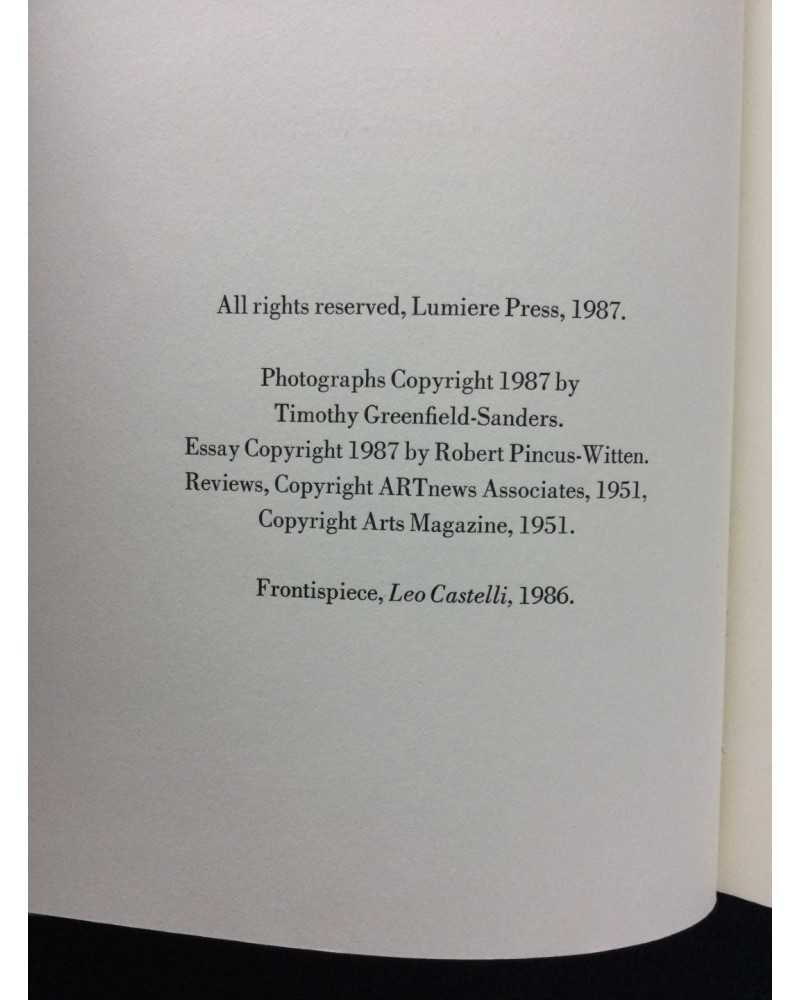 All rights reserved, Lumiere Press, 1987.
Photographs Copyright 1987 by
Timothy Greenfield-Sanders.
Essay Copyright 1987 by Robert Pincus-Witten.
Reviews, Copyright ARTnews Associates, 1951,
Copyright Arts Magazine, 1951.
Frontispiece, Leo Castelli, 1986.